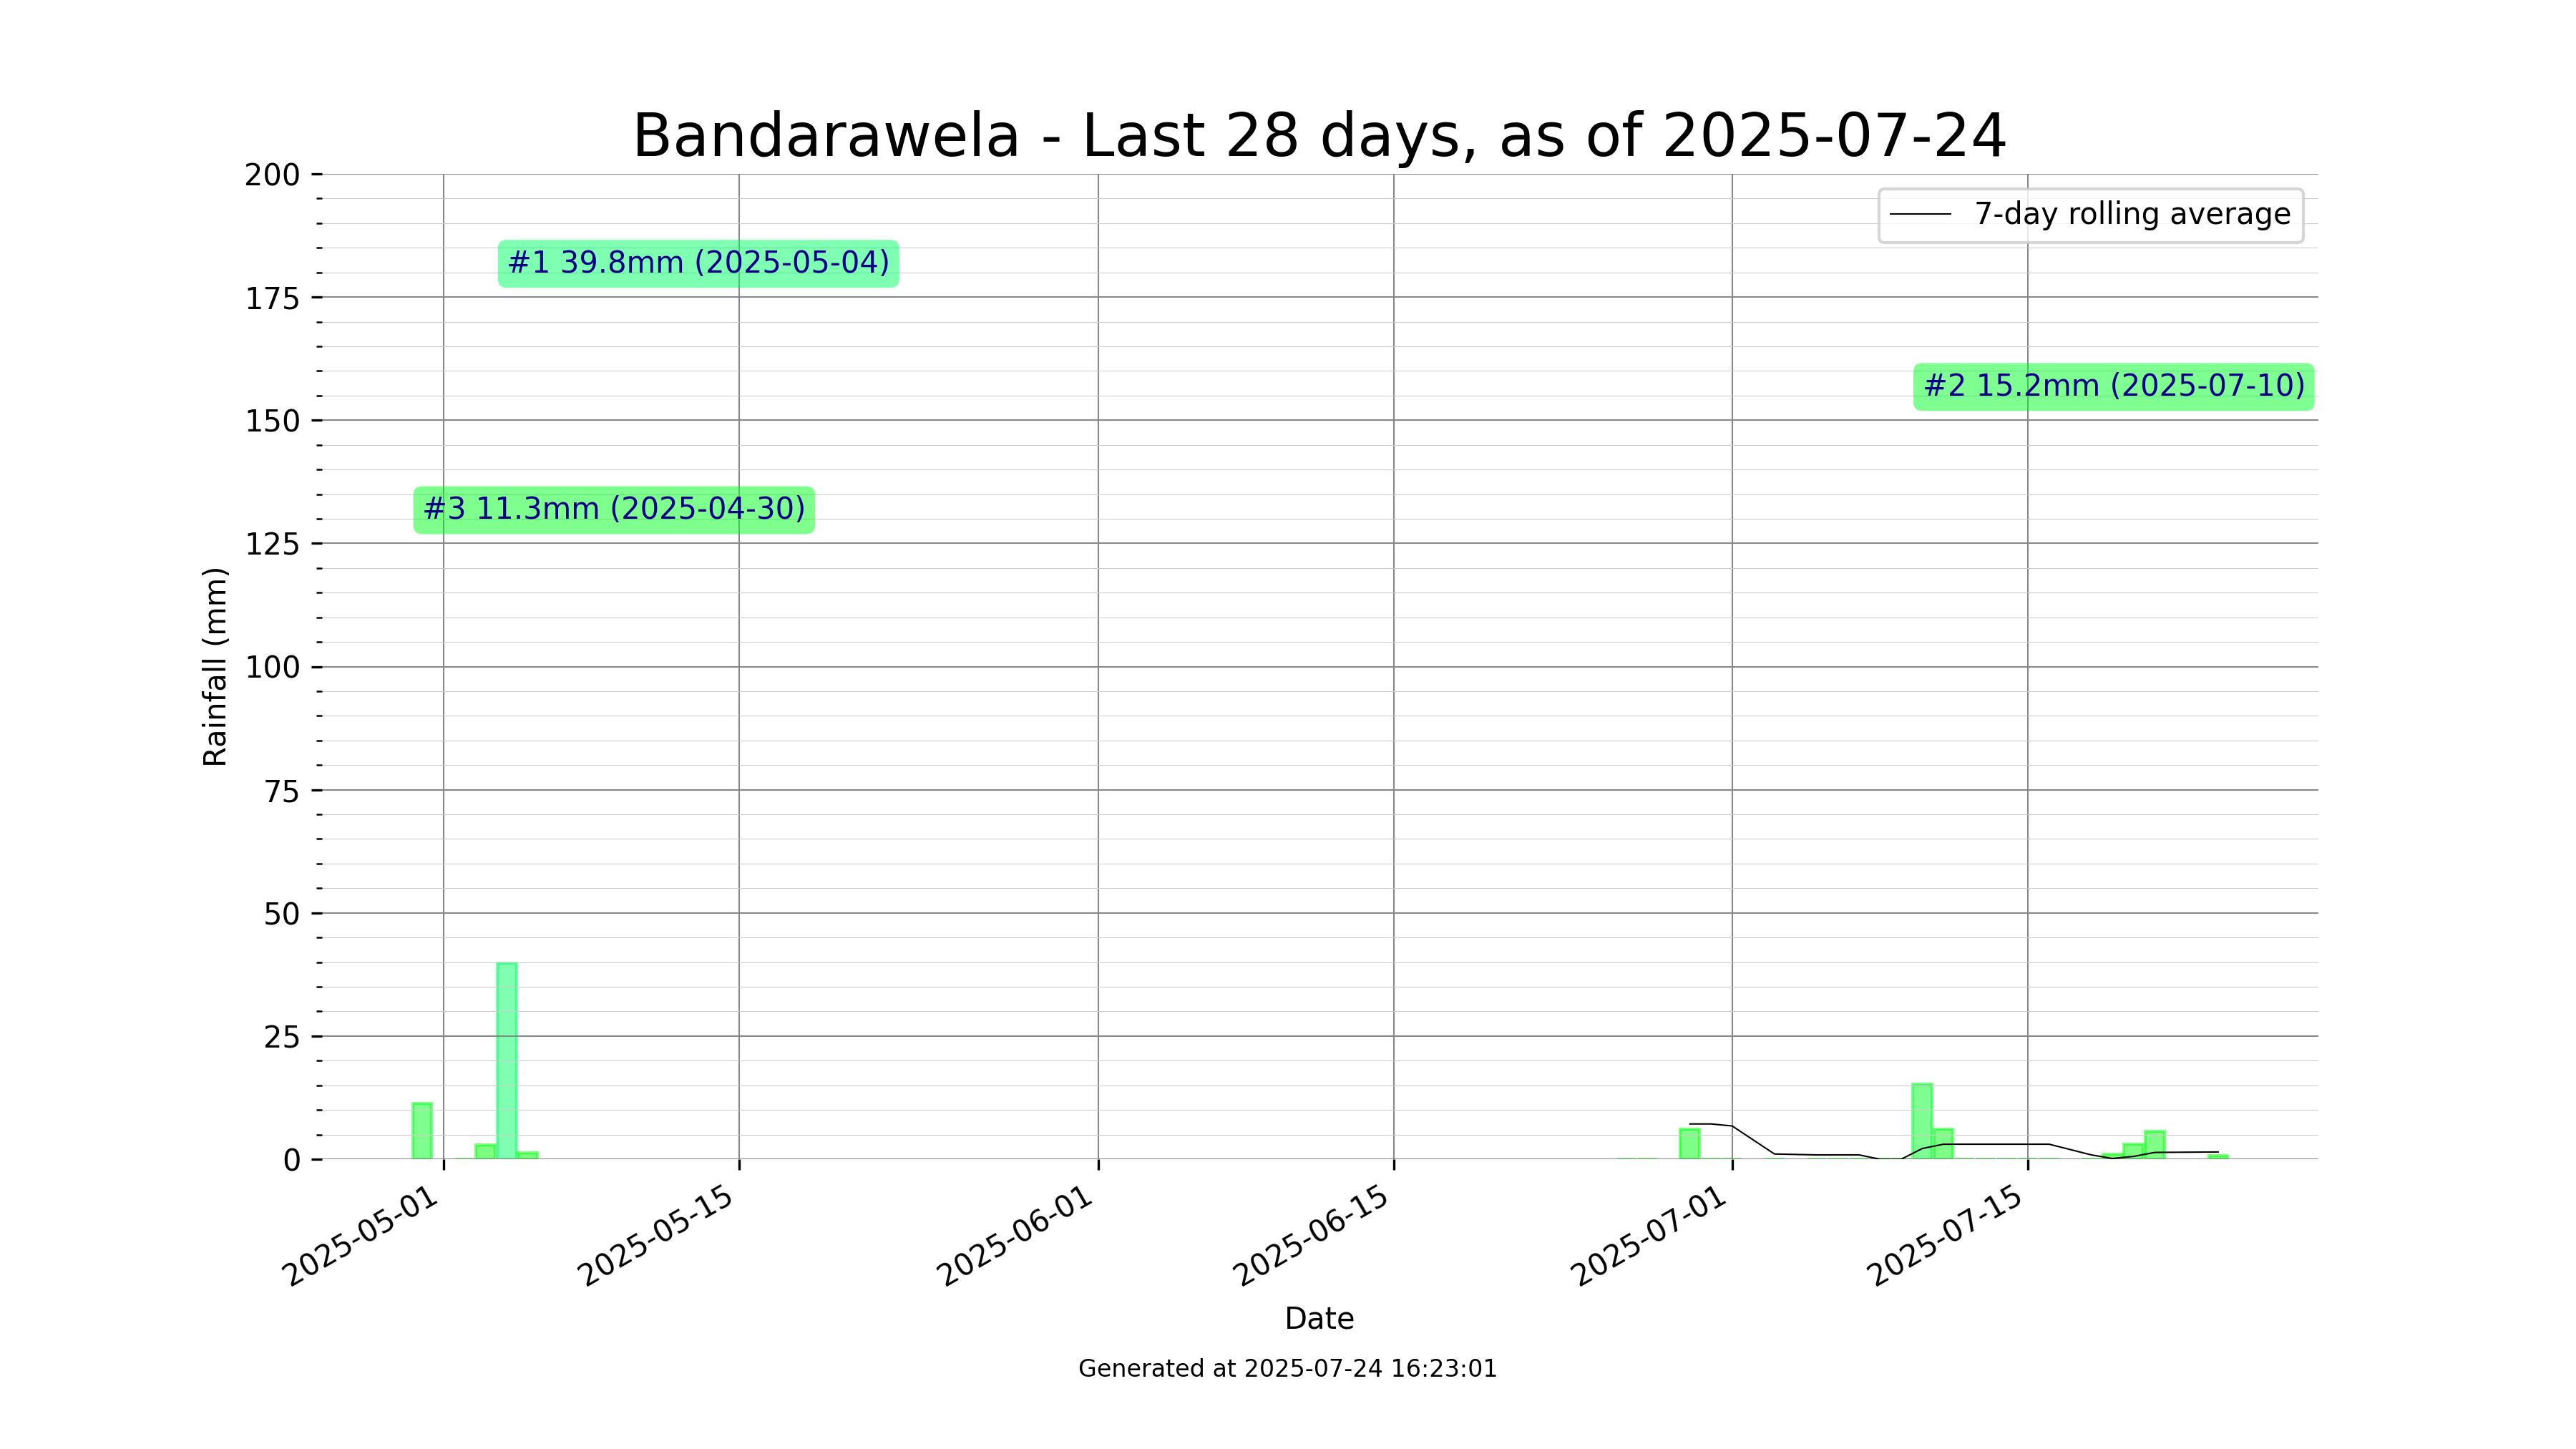 Bandarawela - Last 28 days, as of 2025-07-24
200
175
150
125
100
75
50
25
0
Rainfall (mm)
7-day rolling average
#1 39.8mm (2025-05-04)
#2 15.2mm (2025-07-10)
#3 11.3mm (2025-04-30)
2025-05-01
2025-05-15
2025-06-01
2025-06-15
2025-07-01
2025-07-15
Date
Generated at 2025-07-24 16:23:01